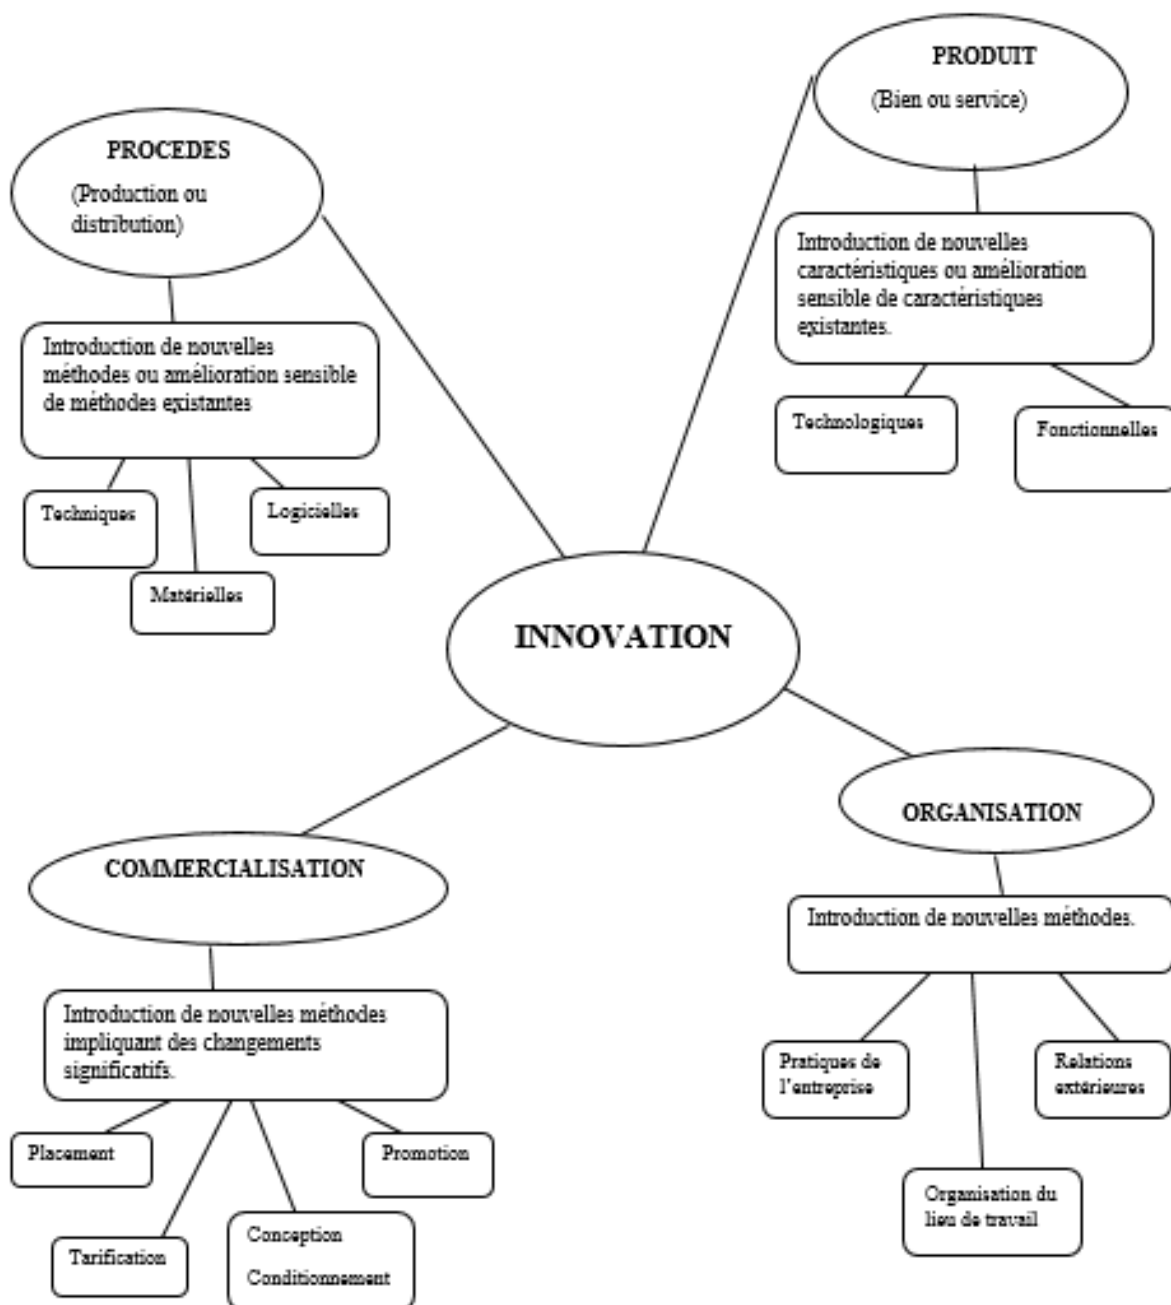 PRODUIT
(Bien ou service)
Introduction de nouvelles
caractéristiques ou amélioration
sensible de caractéristiques
existantes.
Technologiques
Fonctionnelles
PROCEDES
(Production ou
distribution)
Introduction de nouvelles
méthodes ou amélioration sensible
de méthodes existantes
Techniques
Logicielles
Matérielles
INNOVATION
COMMERCIALISATION
Introduction de nouvelles méthodes
impliquant des changements
significatifs.
Placement
Promotion
Tarification
Conception
Conditionnement
ORGANISATION
Introduction de nouvelles méthodes.
Pratiques de
l'entreprise
Relations
extérieures
Organisation du
lieu de travail